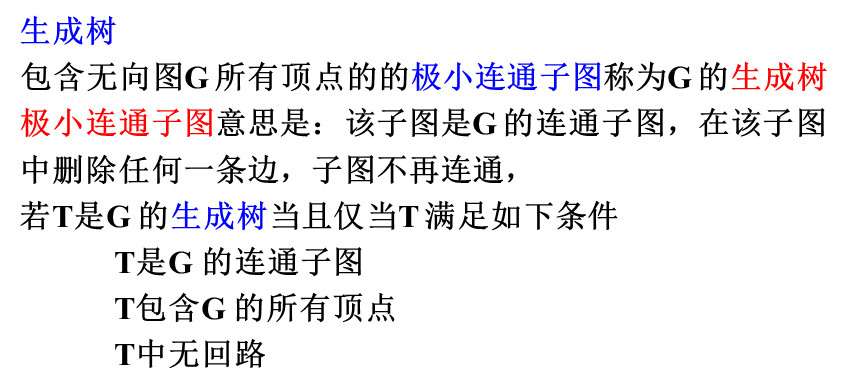 生成树
包含无向图G 所有顶点的的极小连通子图称为G 的生成树
极小连通子图意思是：该子图是G 的连通子图，在该子图
中删除任何一条边，子图不再连通，
若T是G 的生成树当且仅当T 满足如下条件
T是G 的连通子图
T包含G 的所有顶点
T中无回路